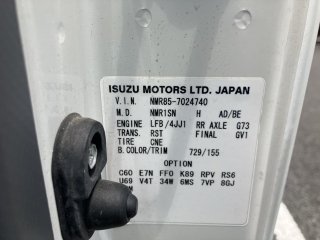 ISUZU MOTORS LTD. JAPAN
V.I.N. NMR85-7024740
M.D. NMR1SN H AD/BE
ENGINE LFB/4JJ1 RR AXLE G73
TRANS. RST FINAL GV1
TIRE CNE
B.COLOR/TRIM 729/155
OPTION
C60 E7N FF0 K89 RPV RS6
U69 V4T 34W 6MS 7VP 8GJ